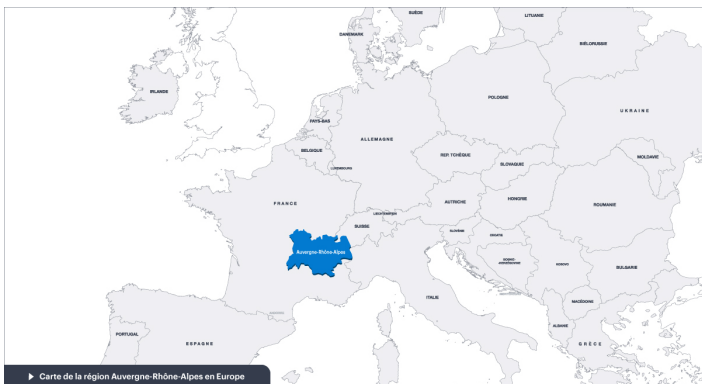 SUÈDE
LITUANIE
DANEMARK
BIÉLORUSSIE
IRLANDE
POLOGNE
UKRAINE
PAYS-BAS
ALLEMAGNE
BELGIQUE
RÉP. TCHÈQUE
MOLDAVIE
SLOVAQUIE
LUXEMBOURG
AUTRICHE
HONGRIE
FRANCE
ROUMANIE
LIECHTENSTEIN
SUISSE
SLOVÉNIE
CROATIE
Auvergne-Rhône-Alpes
BOSNIE-
HERZÉGOVINE
KOSOVO
BULGARIE
ITALIE
MACÉDOINE
ANDORRE
ALBANIE
PORTUGAL
ESPAGNE
GRÈCE
Carte de la région Auvergne-Rhône-Alpes en Europe